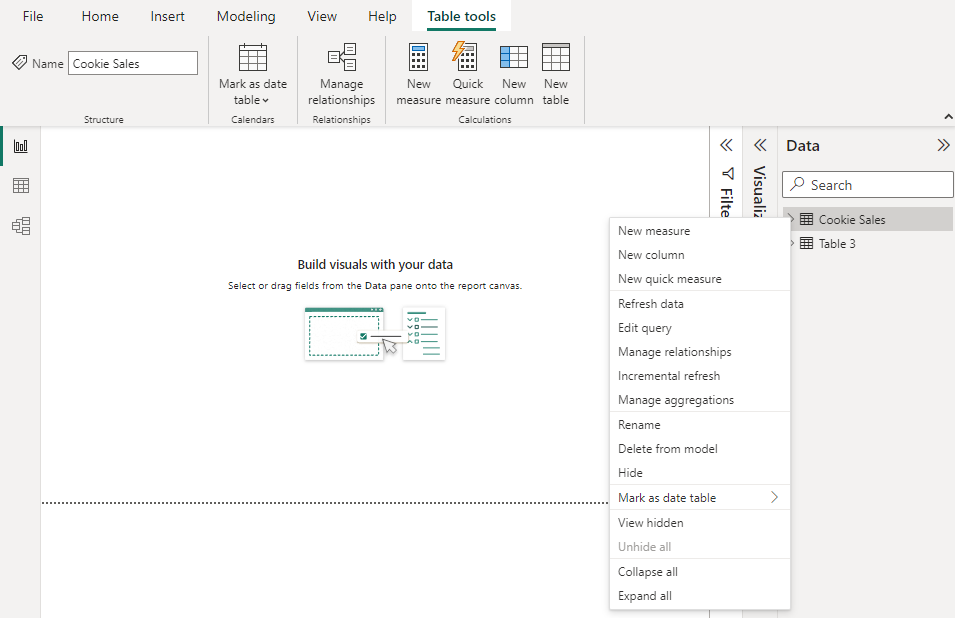 File Home Insert Modeling View Help Table tools
Name Cookie Sales
Mark as date
table
Manage
relationships
New
measure
Quick
measure
New
column
New
table
Structure Calendars Relationships Calculations
Data
Search
Cookie Sales
Table 3
Build visuals with your data
Select or drag fields from the Data pane onto the report canvas.
New measure
New column
New quick measure
Refresh data
Edit query
Manage relationships
Incremental refresh
Manage aggregations
Rename
Delete from model
Hide
Mark as date table
View hidden
Unhide all
Collapse all
Expand all